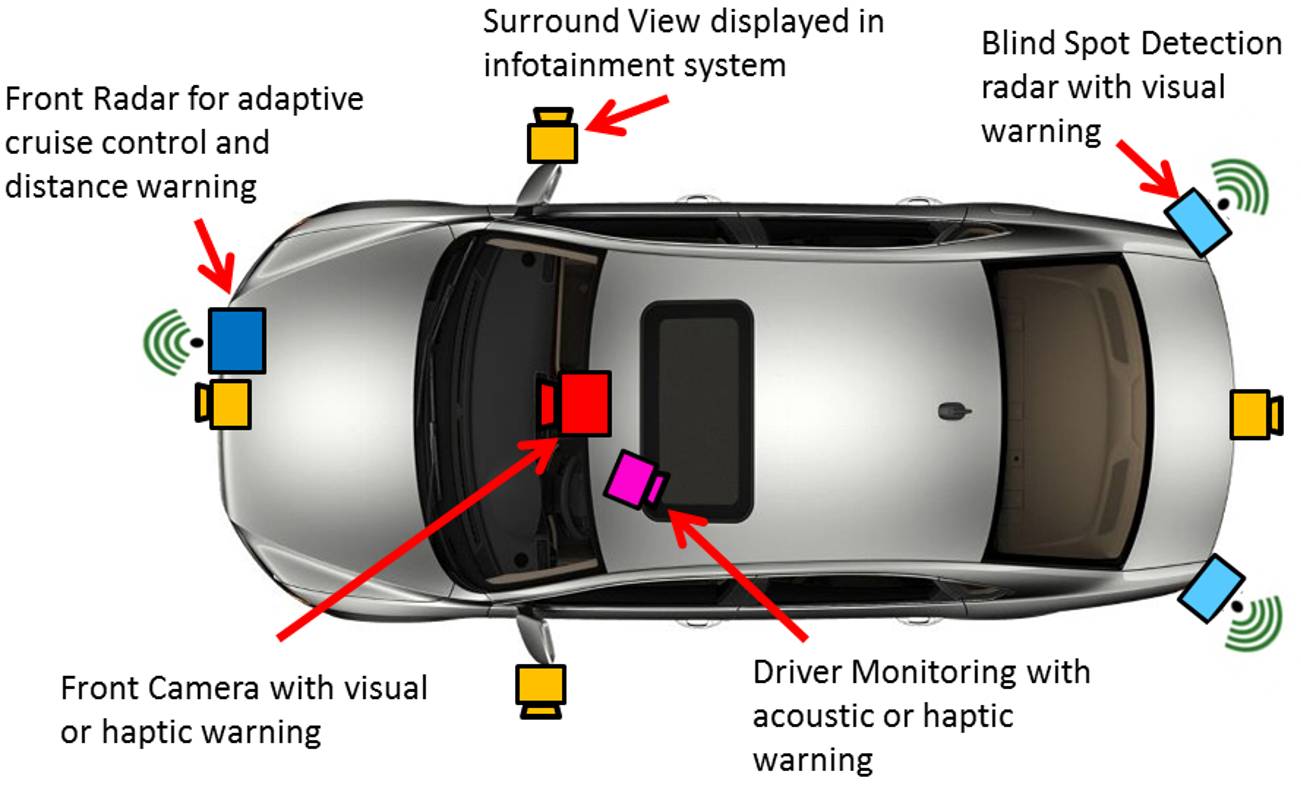 Surround View displayed in
infotainment system
Blind Spot Detection
radar with visual
warning
Front Radar for adaptive
cruise control and
distance warning
Front Camera with visual
or haptic warning
Driver Monitoring with
acoustic or haptic
warning